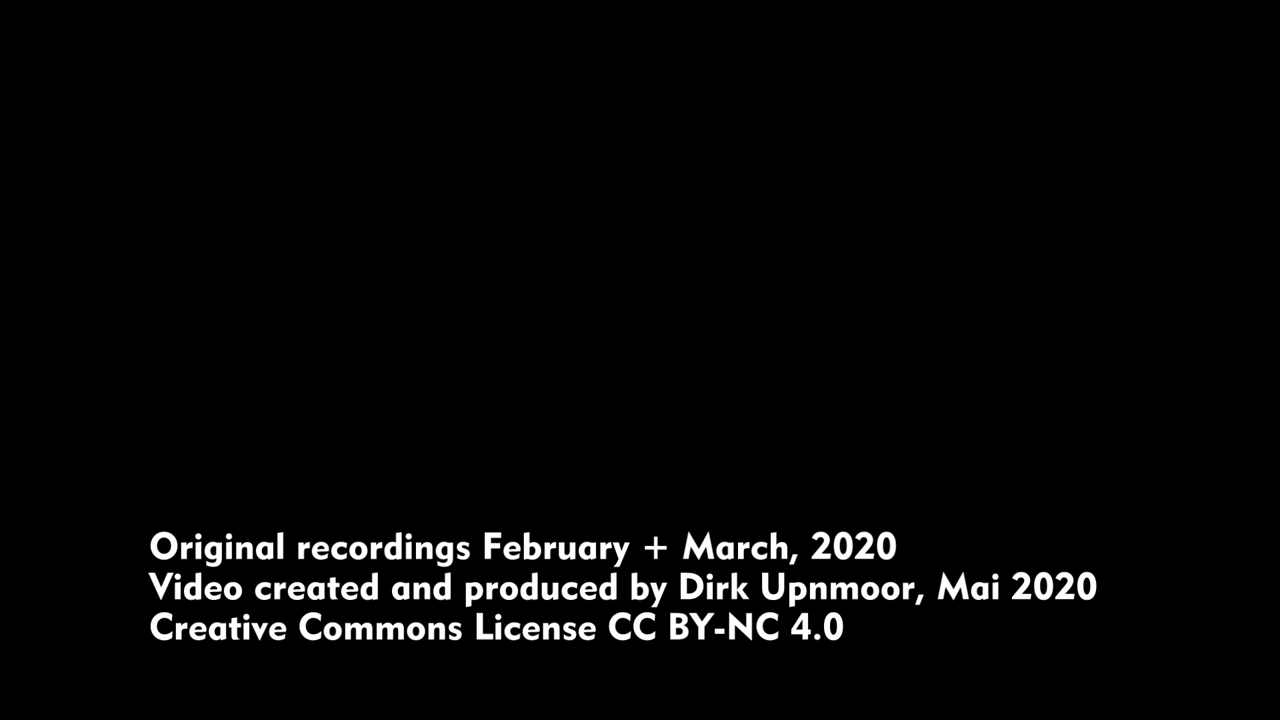 Original recordings February + March, 2020
Video created and produced by Dirk Upnmoor, Mai 2020
Creative Commons License CC BY-NC 4.0